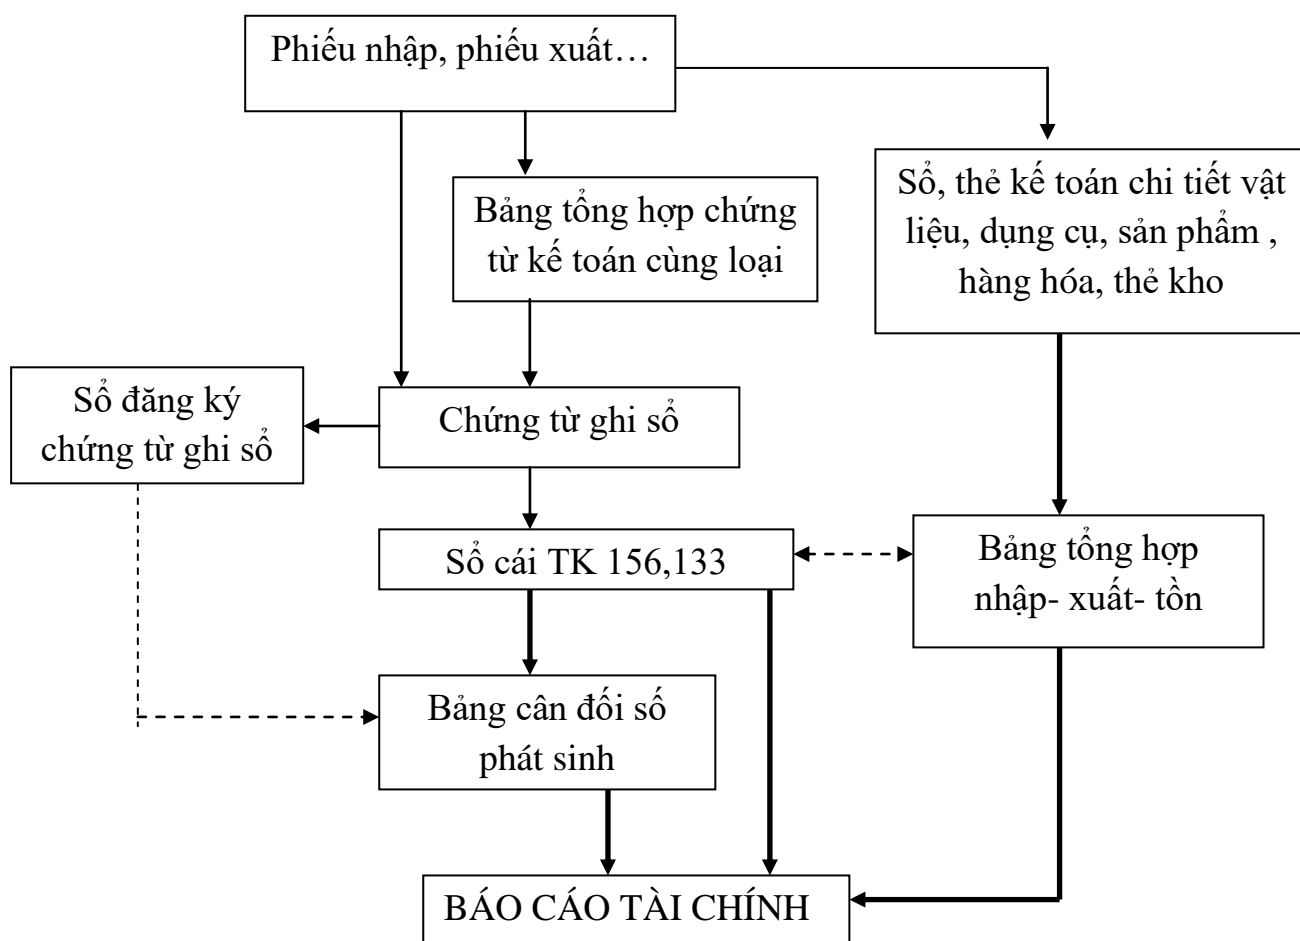 Phiếu nhập, phiếu xuất…
Bảng tổng hợp chứng
từ kế toán cùng loại
Sổ, thẻ kế toán chi tiết vật
liệu, dụng cụ, sản phẩm ,
hàng hóa, thẻ kho
Sổ đăng ký
chứng từ ghi sổ
Chứng từ ghi sổ
Sổ cái TK 156,133
Bảng tổng hợp
nhập- xuất- tồn
Bảng cân đối số
phát sinh
BÁO CÁO TÀI CHÍNH